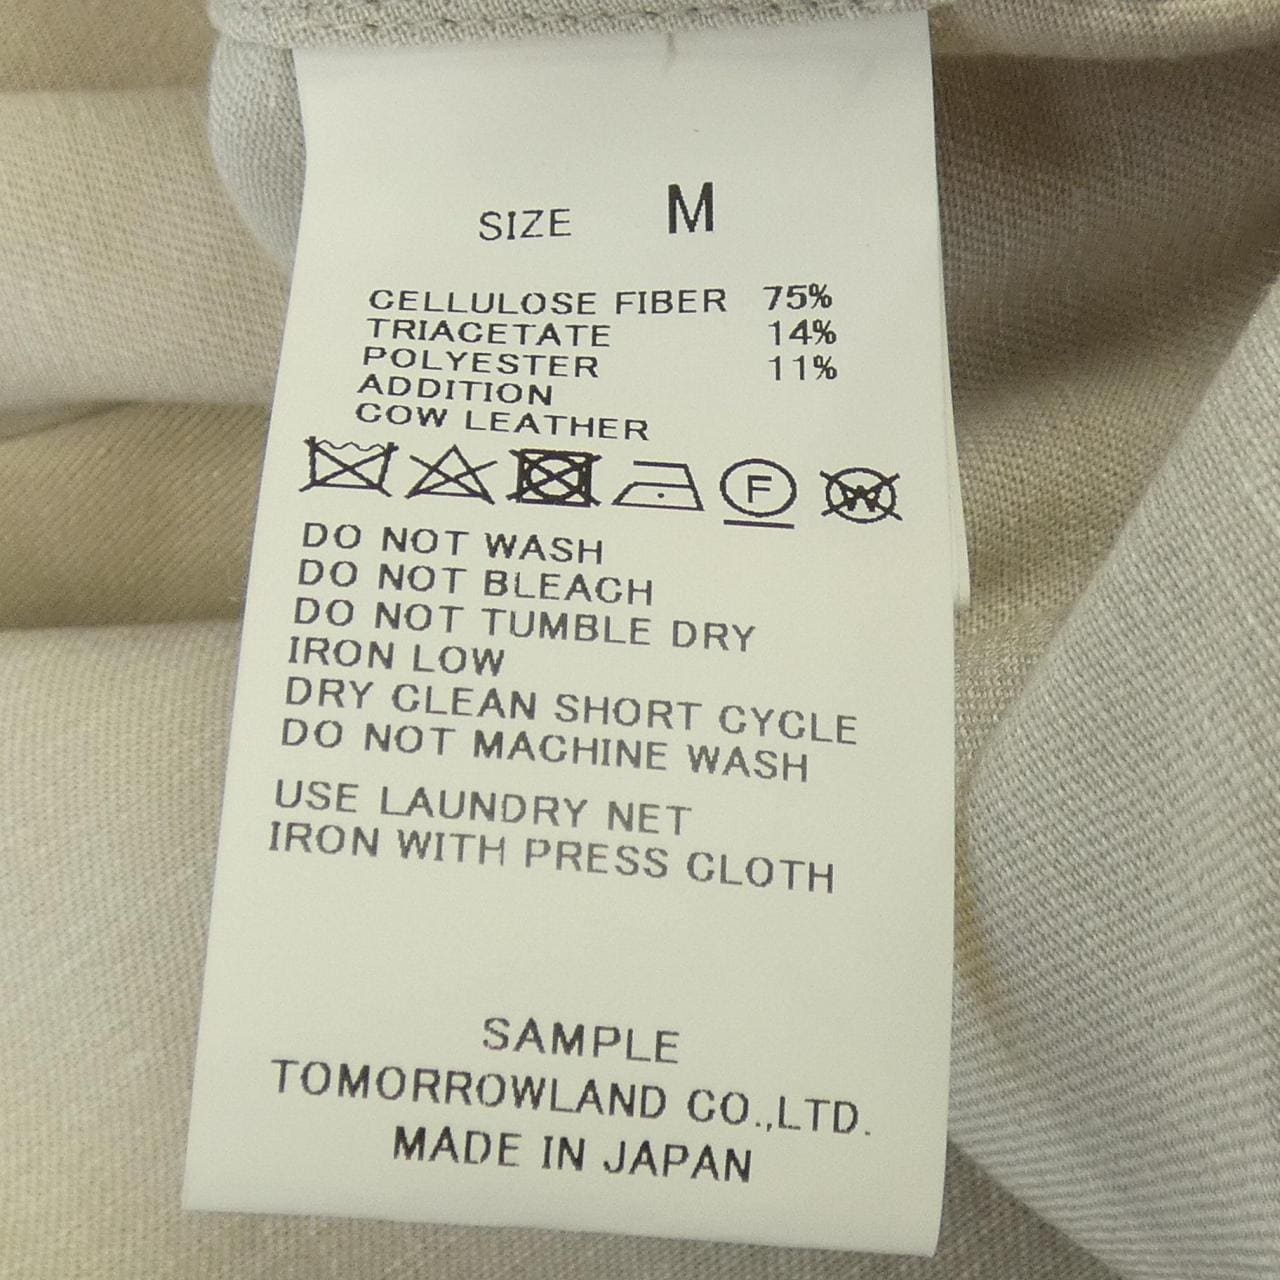 SIZE M
CELLULOSE FIBER 75%
TRIACETATE 14%
POLYESTER 11%
ADDITION
COW LEATHER
F W
DO NOT WASH
DO NOT BLEACH
DO NOT TUMBLE DRY
IRON LOW
DRY CLEAN SHORT CYCLE
DO NOT MACHINE WASH
USE LAUNDRY NET
IRON WITH PRESS CLOTH
SAMPLE
TOMORROWLAND CO.,LTD.
MADE IN JAPAN